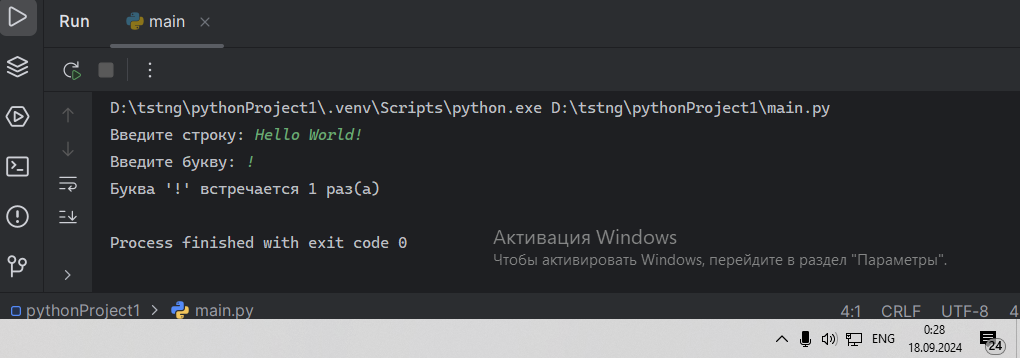 Run main
D:\tstng\pythonProject1\.venv\Scripts\python.exe D:\tstng\pythonProject1\main.py
Введите строку: Hello World!
Введите букву: !
Буква '!' встречается 1 раз(а)
Process finished with exit code 0
Активация Windows
Чтобы активировать Windows, перейдите в раздел "Параметры".
pythonProject1 > main.py 4:1 CRLF UTF-8 4
ENG 0:28
18.09.2024 24